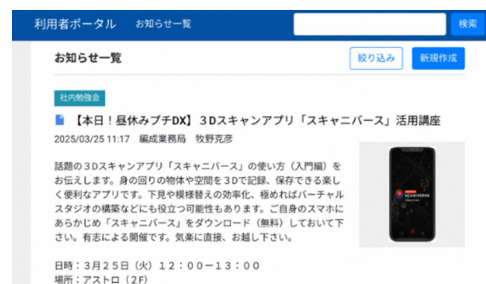 利用者ポータル お知らせ一覧 検索
お知らせ一覧 絞り込み 新規作成
社内勉強会
【本日！昼休みプチDX】３Dスキャンアプリ「スキャニバース」活用講座
2025/03/25 11:17 編成業務局 牧野克彦
話題の３Dスキャンアプリ「スキャニバース」の使い方（入門編）を
お伝えします。身の回りの物体や空間を３Dで記録、保存できる楽し
く便利なアプリです。下見や模様替えの効率化、極めればバーチャル
スタジオの構築などにも役立つ可能性もあります。ご自身のスマホに
あらかじめ「スキャニバース」をダウンロード（無料）しておいて下
さい。有志による開催です。気楽に直接、お越し下さい。
SCANIVERSE
日時：３月２５日（火）１２：００ー１３：００
場所：アストロ（２F）